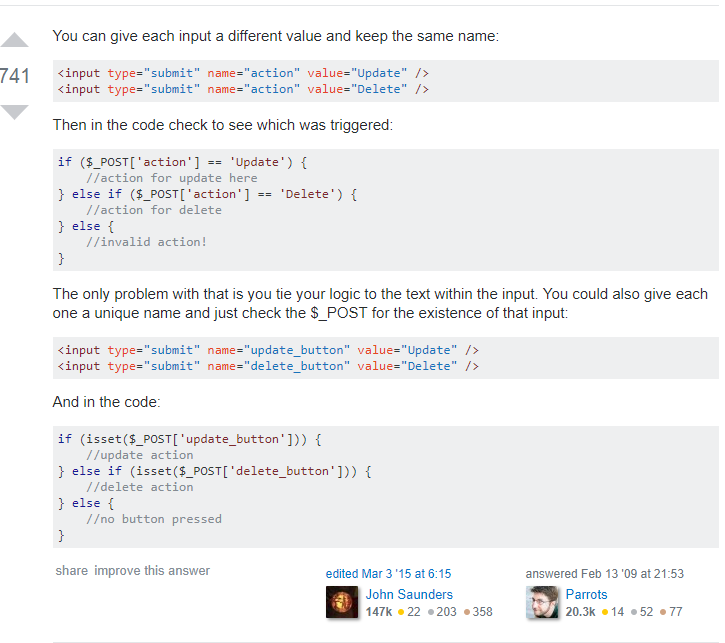 You can give each input a different value and keep the same name:
741
<input type="submit" name="action" value="Update" />
<input type="submit" name="action" value="Delete" />
Then in the code check to see which was triggered:
if ($_POST['action'] == 'Update') {
    //action for update here
} else if ($_POST['action'] == 'Delete') {
    //action for delete
} else {
    //invalid action!
}
The only problem with that is you tie your logic to the text within the input. You could also give each
one a unique name and just check the $_POST for the existence of that input:
<input type="submit" name="update_button" value="Update" />
<input type="submit" name="delete_button" value="Delete" />
And in the code:
if (isset($_POST['update_button'])) {
    //update action
} else if (isset($_POST['delete_button'])) {
    //delete action
} else {
    //no button pressed
}
share improve this answer
edited Mar 3 '15 at 6:15
John Saunders
147k ● 22 ● 203 ● 358
answered Feb 13 '09 at 21:53
Parrots
20.3k ● 14 ● 52 ● 77